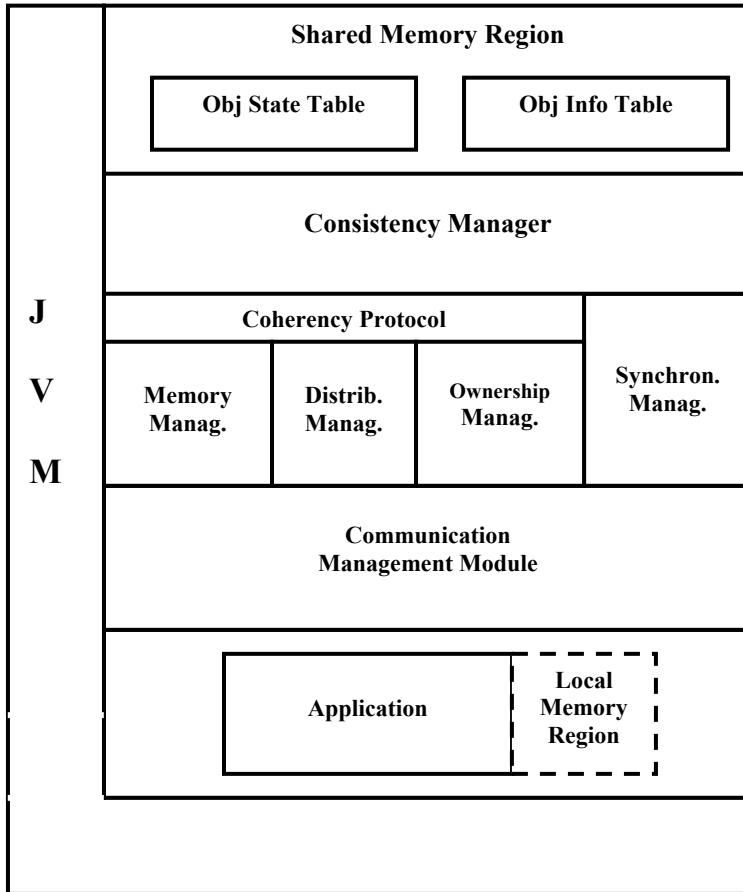 Shared Memory Region
Obj State Table
Obj Info Table
Consistency Manager
J
V
M
Coherency Protocol
Memory
Manag.
Distrib.
Manag.
Ownership
Manag.
Synchron.
Manag.
Communication
Management Module
Application
Local
Memory
Region